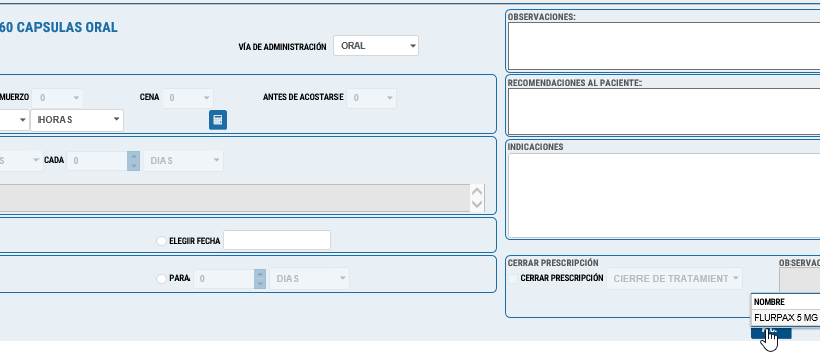 60 CAPSULAS ORAL
VÍA DE ADMINISTRACIÓN ORAL
MUERZO 0 CENA 0 ANTES DE ACOSTARSE 0
HORAS
S CADA 0 DIAS
ELEGIR FECHA
PARA 0 DIAS
OBSERVACIONES:
RECOMENDACIONES AL PACIENTE:
INDICACIONES
CERRAR PRESCRIPCIÓN OBSERVAC
CERRAR PRESCRIPCIÓN CIERRE DE TRATAMIENT
NOMBRE
FLURPAX 5 MG